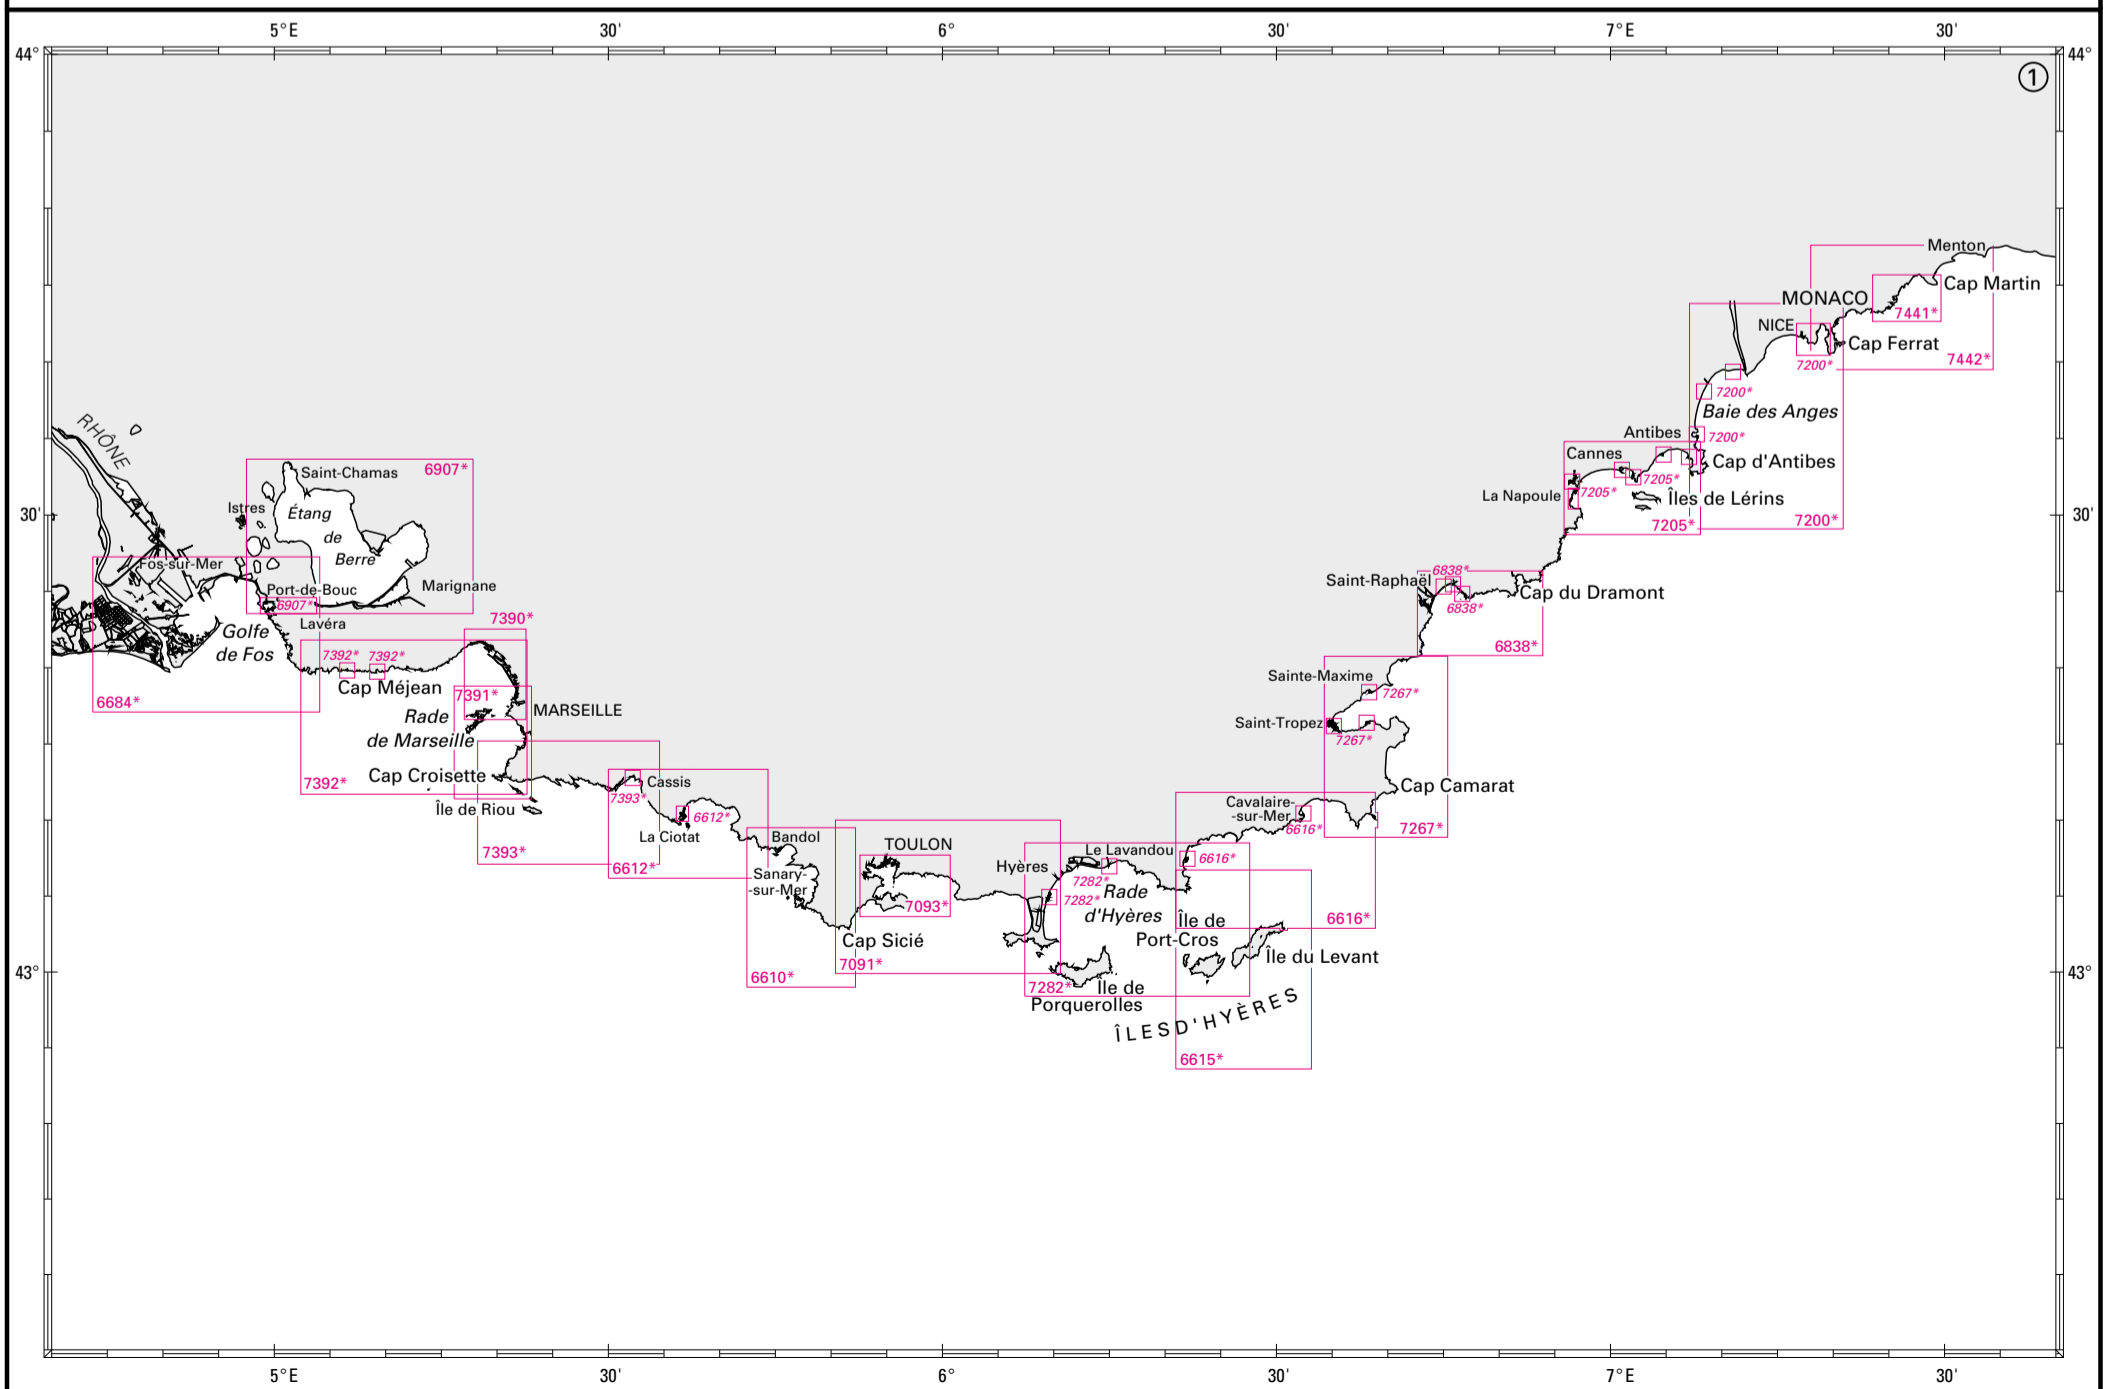 5°E
30'
6°
30'
7°E
30'
44°
44°
1
Menton
Cap Martin
MONACO
7441*
NICE
Cap Ferrat
7442*
7200*
7200*
Baie des Anges
RHÔNE
Antibes
7200*
Cannes
Cap d'Antibes
Saint-Chamas
6907*
7205*
La Napoule
7205*
Îles de Lérins
Istres
Étang
30'
7205*
7200*
30'
de
Berre
Fos-sur-Mer
6838*
Saint-Raphaël
Port-de-Bouc
Marignane
Cap du Dramont
6907*
6838*
7390*
Lavéra
Golfe
de Fos
6838*
7392*
7392*
Sainte-Maxime
Cap Méjean
7391*
7267*
6684*
MARSEILLE
Rade
de Marseille
Saint-Tropez
7267*
Cap Croisette
7392*
Cassis
Cap Camarat
7393*
Île de Riou
6612*
Cavalaire-
-sur-Mer
6616*
7267*
La Ciotat
Bandol
TOULON
7393*
Le Lavandou
6616*
6612*
Hyères
Sanary-
-sur-Mer
7282*
Rade
d'Hyères
7282*
7093*
Île de
Port-Cros
6616*
Cap Sicié
Île du Levant
7091*
43°
43°
6610*
7282*
Île de
Porquerolles
ÎLES D'HYÈRES
6615*
5°E
30'
6°
30'
7°E
30'